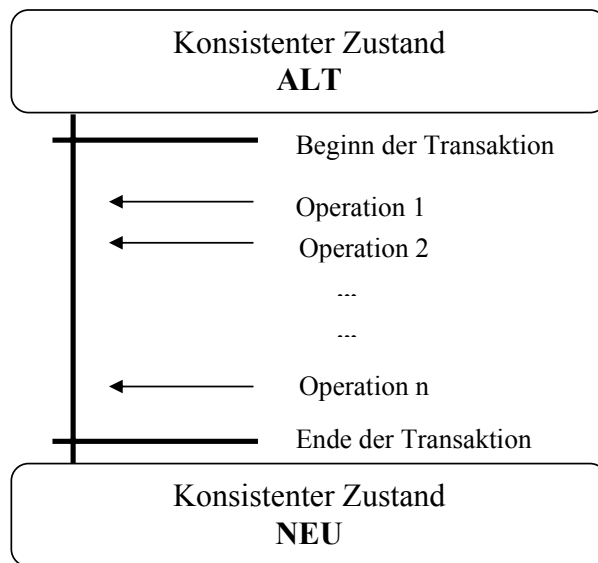 Konsistenter Zustand
ALT
Beginn der Transaktion
Operation 1
Operation 2
...
...
Operation n
Ende der Transaktion
Konsistenter Zustand
NEU